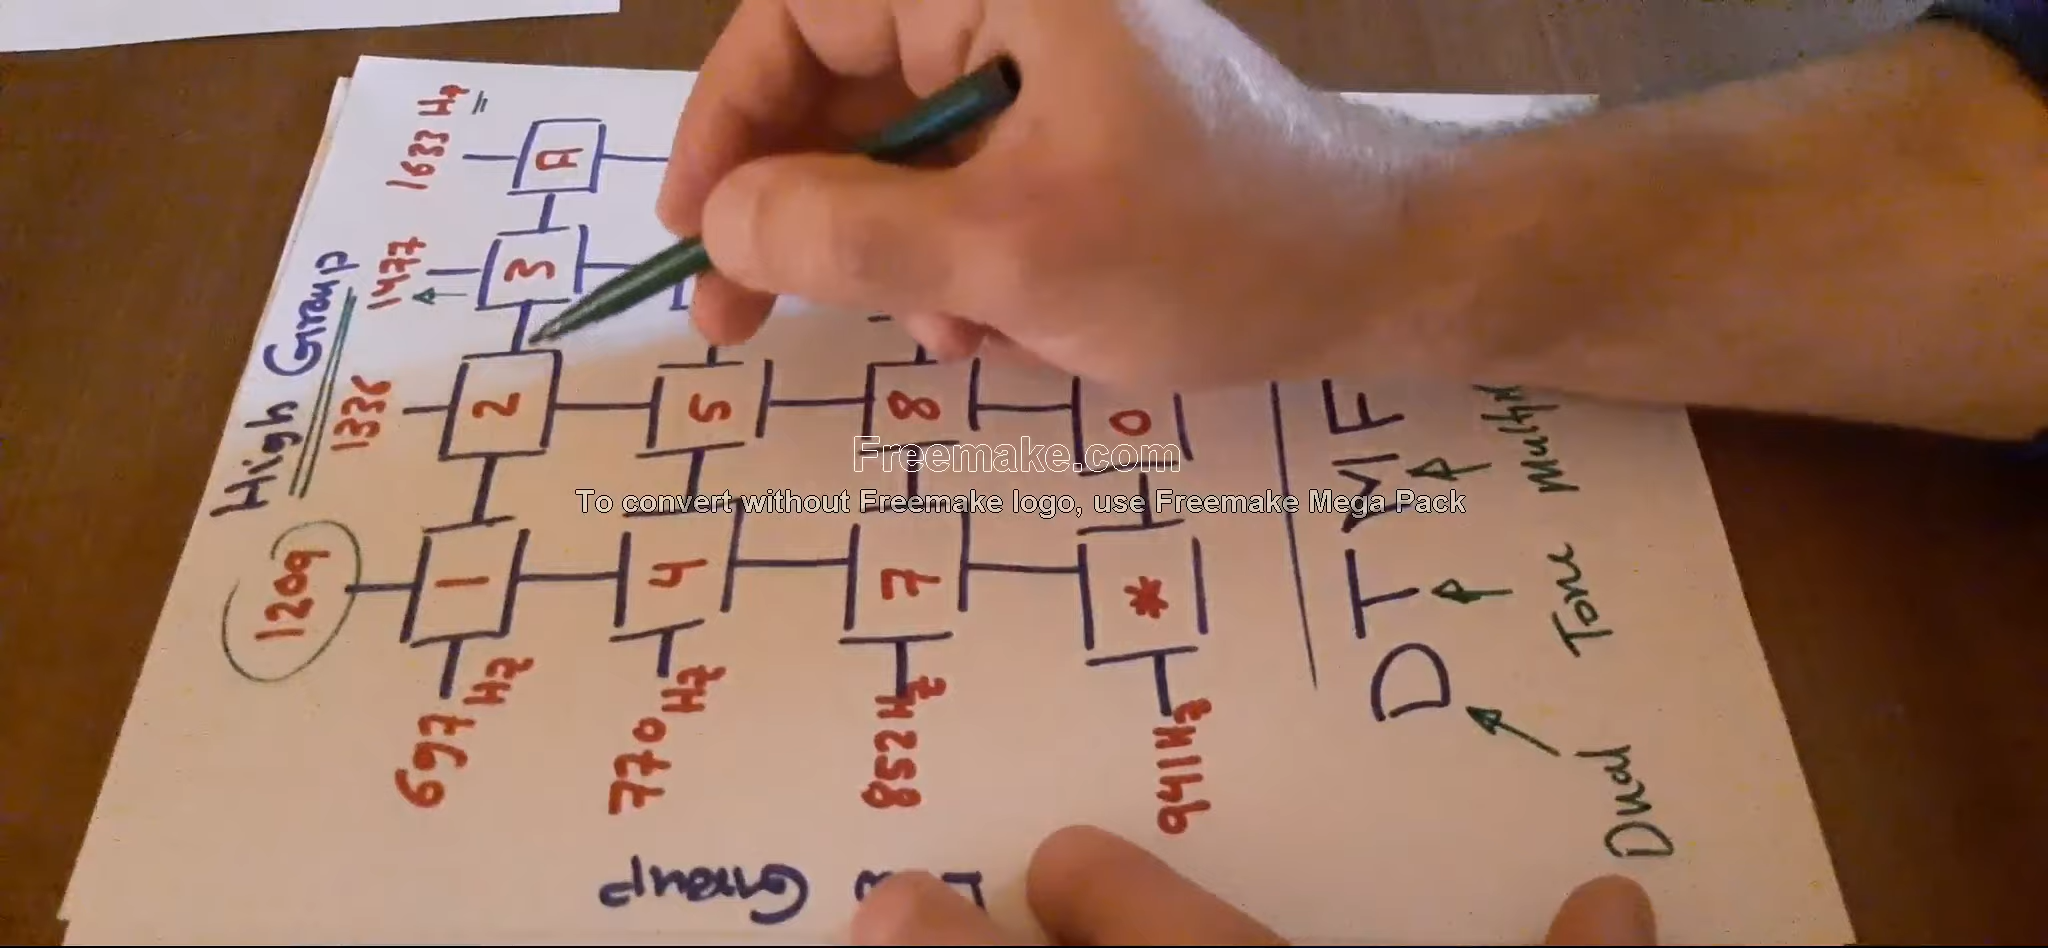 High Group
1209 1336 1477 1633 Hz
697 Hz 1 2 3 A
770 Hz 4 5
852 Hz 7 8
941 Hz * 0
Group
DTMF
Dual Tone
Freemake.com
To convert without Freemake logo, use Freemake Mega Pack